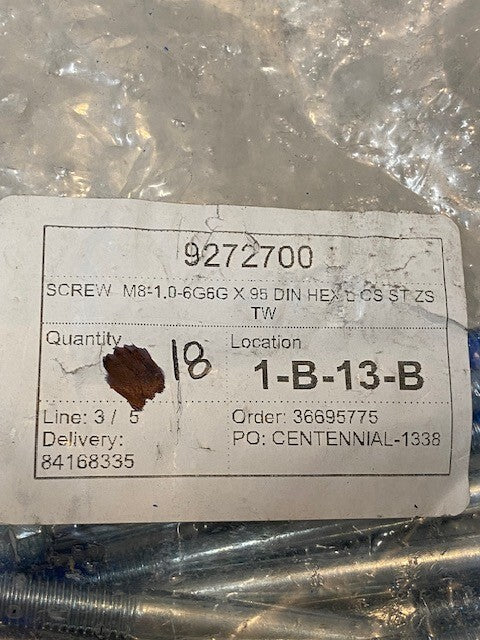 9272700
SCREW M8-1.0-6G6G X 95 DIN HEX CS ST ZS
TW
Quantity
18
Location
1-B-13-B
Line: 3 / 5
Order: 36695775
Delivery:
PO: CENTENNIAL-1338
84168335